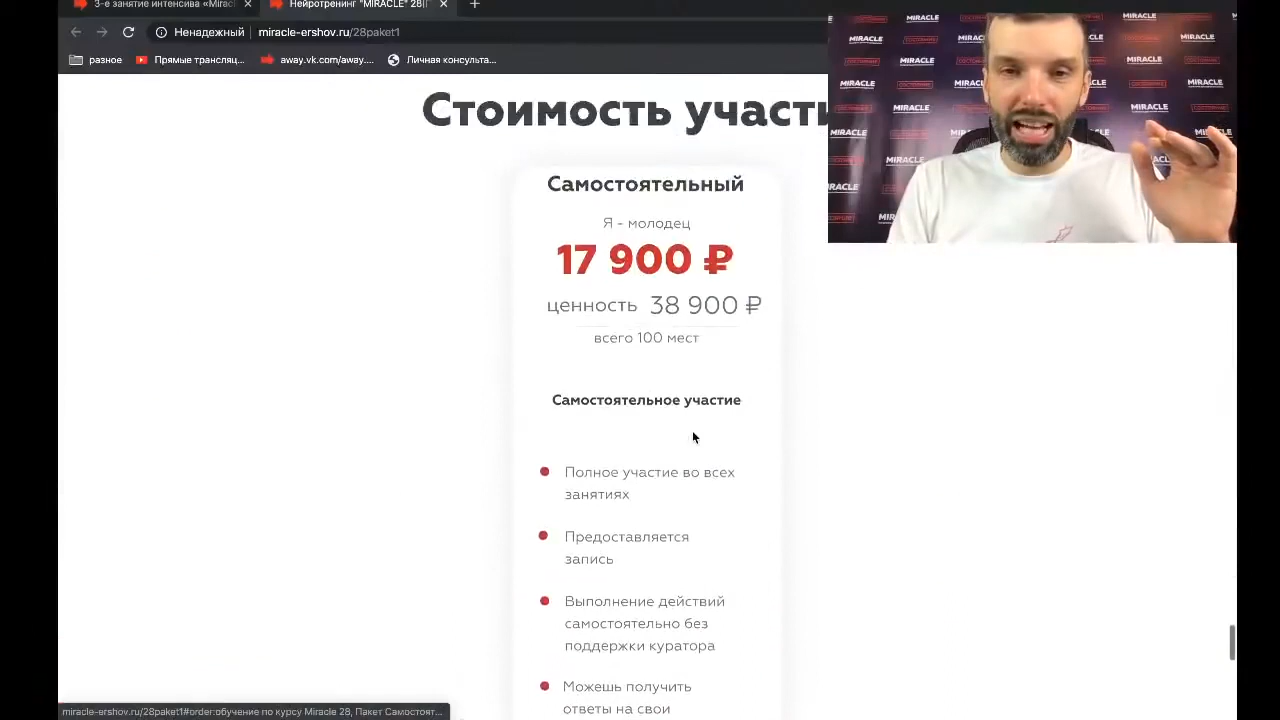 3-е занятие интенсива «Miracl
Нейротренинг "MIRACLE" 28|
Ненадежный
miracle-ershov.ru/28paket1
разное
Прямые трансляц...
away.vk.com/away....
Личная консульта...
Стоимость участи
Самостоятельный
Я - молодец
17 900 ₽
ценность 38 900 ₽
всего 100 мест
Самостоятельное участие
Полное участие во всех
занятиях
Предоставляется
запись
Выполнение действий
самостоятельно без
поддержки куратора
Можешь получить
ответы на свои
miracle-ershov.ru/28paket1#order:обучение по курсу Miracle 28, Пакет Самостоят...
MIRACLE
СОСТОЯНИЕ